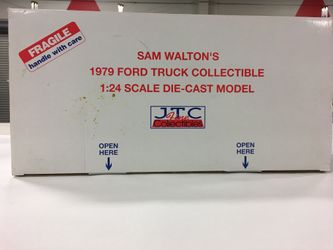 FRAGILE
handle with care
SAM WALTON'S
1979 FORD TRUCK COLLECTIBLE
1:24 SCALE DIE-CAST MODEL
JTC
Collectibles
OPEN
HERE
OPEN
HERE